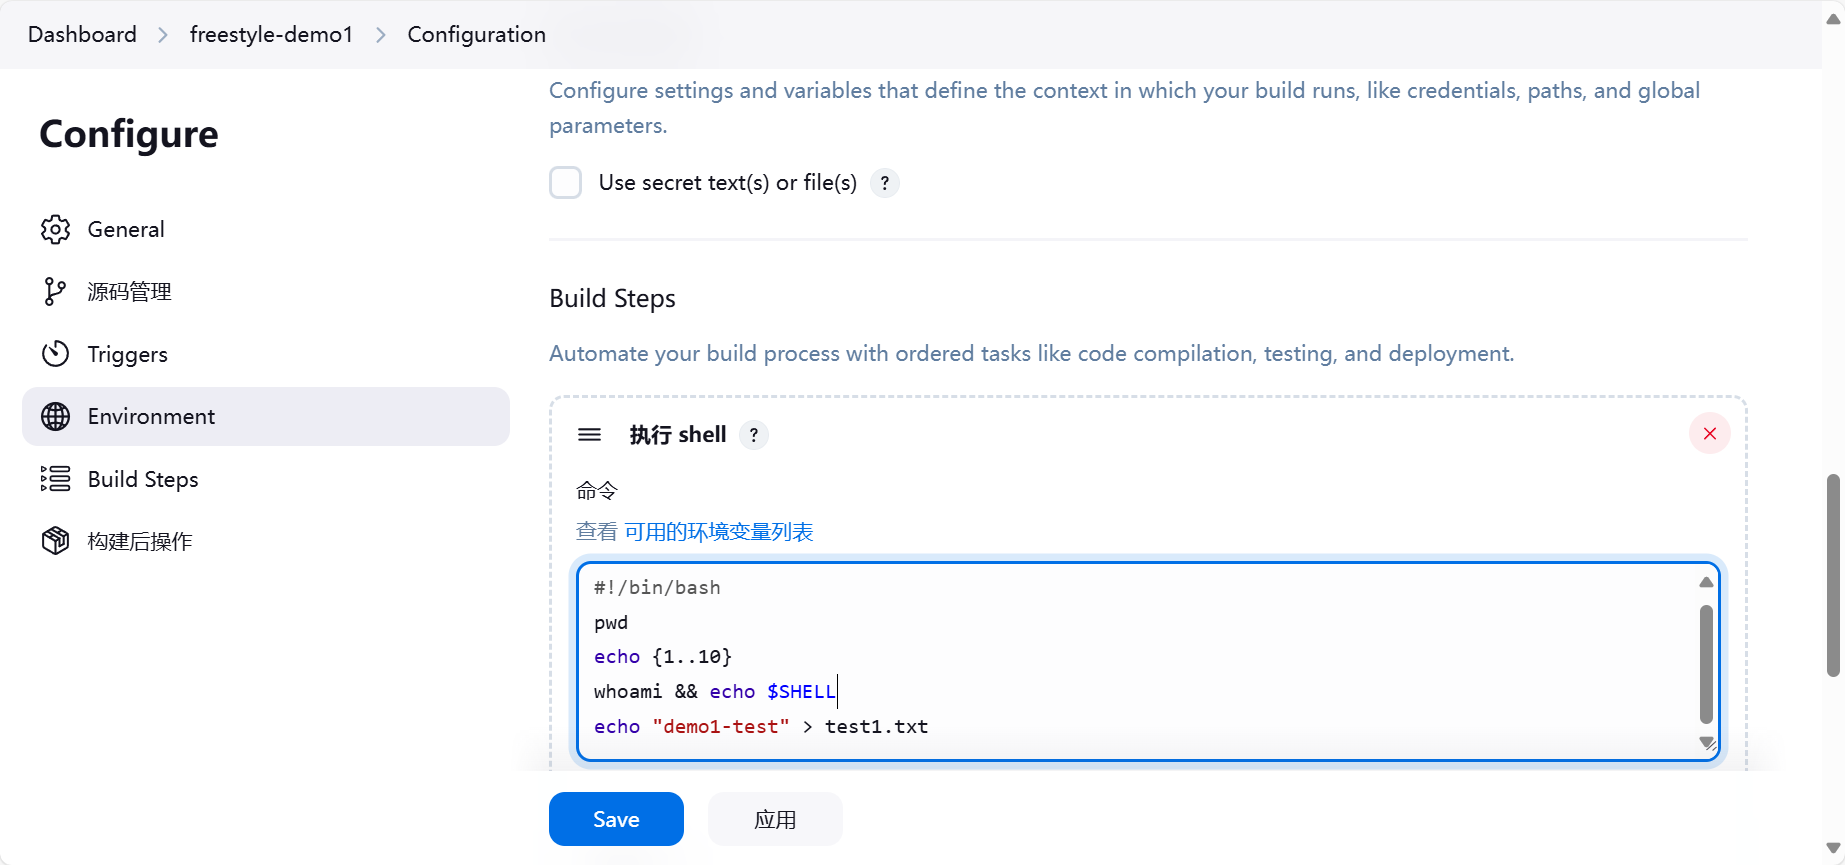 Dashboard > freestyle-demo1 > Configuration
Configure
General
源码管理
Triggers
Environment
Build Steps
构建后操作
Configure settings and variables that define the context in which your build runs, like credentials, paths, and global
parameters.
Use secret text(s) or file(s) ?
Build Steps
Automate your build process with ordered tasks like code compilation, testing, and deployment.
执行 shell ?
命令
查看 可用的环境变量列表
#!/bin/bash
pwd
echo {1..10}
whoami && echo $SHELL
echo "demo1-test" > test1.txt
Save 应用